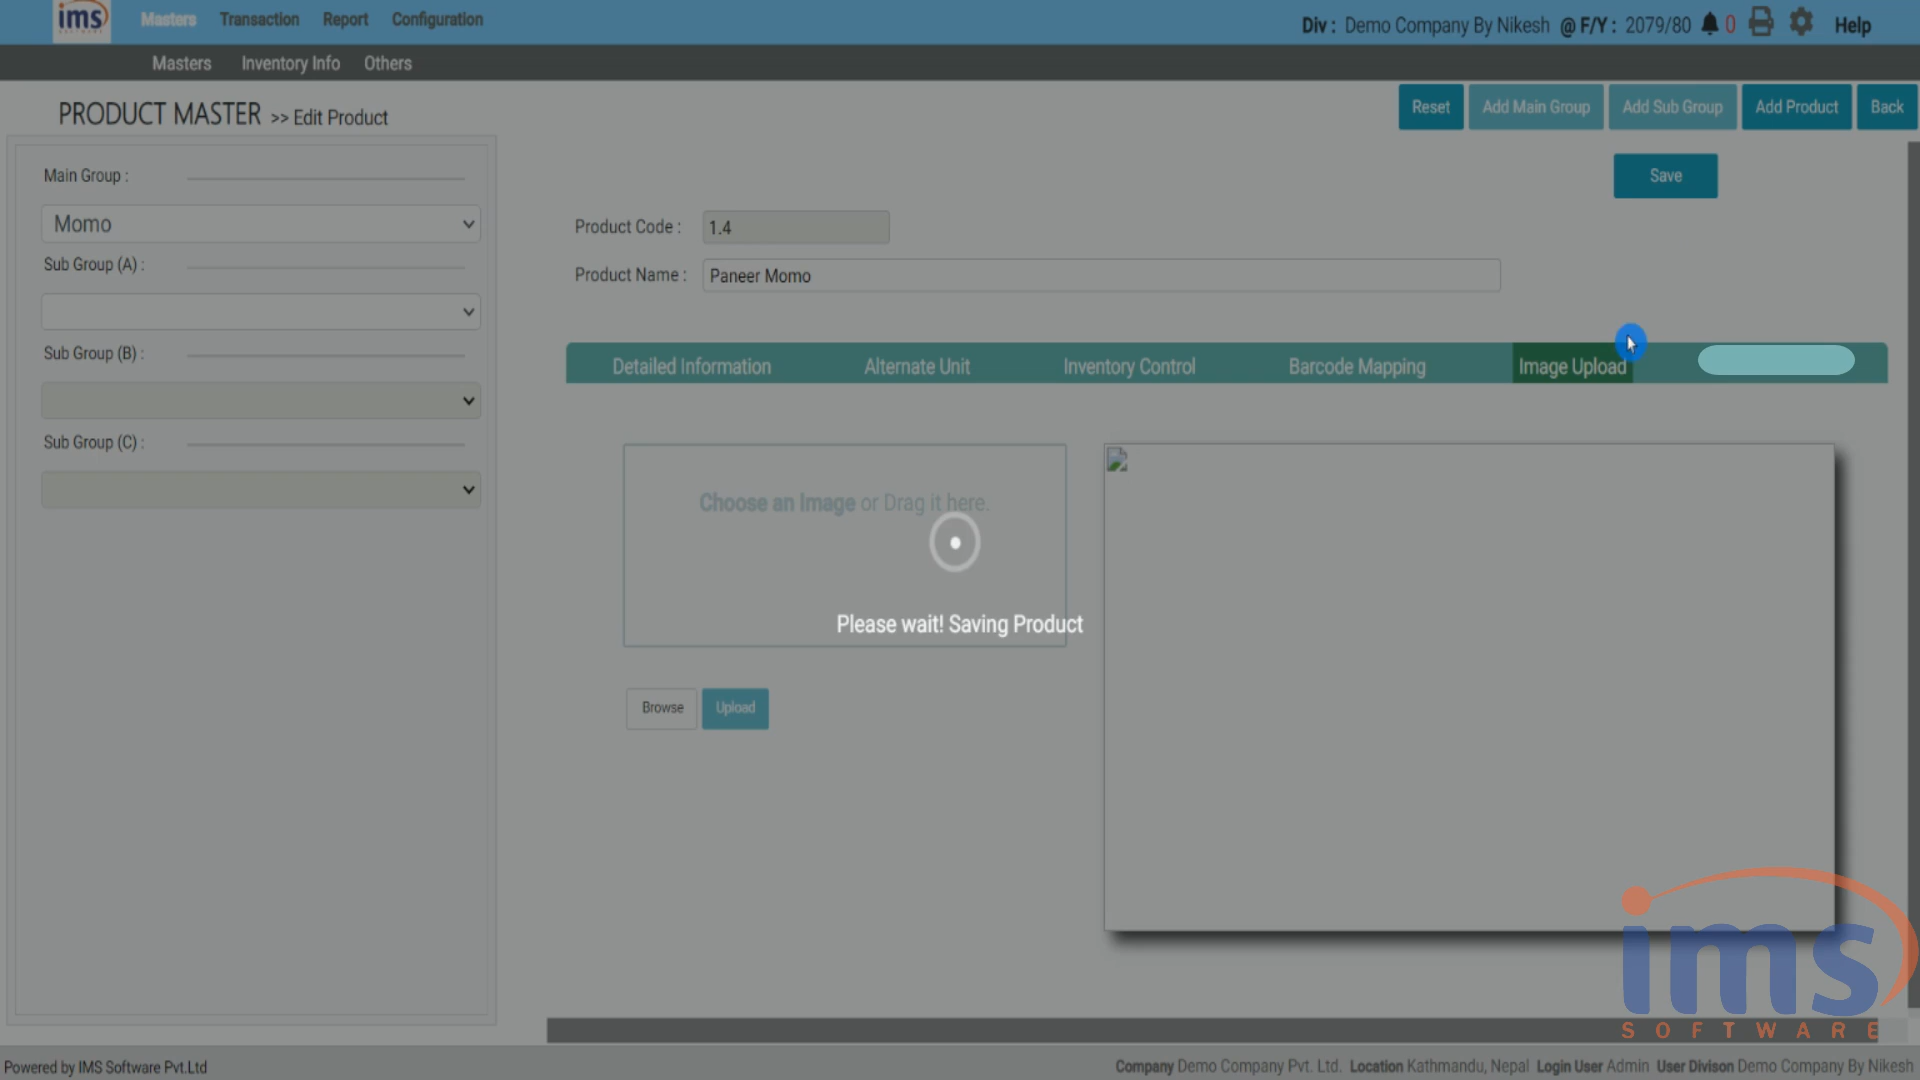 ims
SOFTWARE
Masters Transaction Report Configuration
Div : Demo Company By Nikesh @ F/Y : 2079/80 0 Help
Masters Inventory Info Others
PRODUCT MASTER >> Edit Product
Reset Add Main Group Add Sub Group Add Product Back
Save
Main Group :
Momo
Sub Group (A) :
Sub Group (B) :
Sub Group (C) :
Product Code : 1.4
Product Name : Paneer Momo
Detailed Information Alternate Unit Inventory Control Barcode Mapping Image Upload
Choose an Image or Drag it here.
Please wait! Saving Product
Browse Upload
ims
SOFTWARE
Powered by IMS Software Pvt.Ltd
Company Demo Company Pvt. Ltd. Location Kathmandu, Nepal Login User Admin User Divison Demo Company By Nikesh